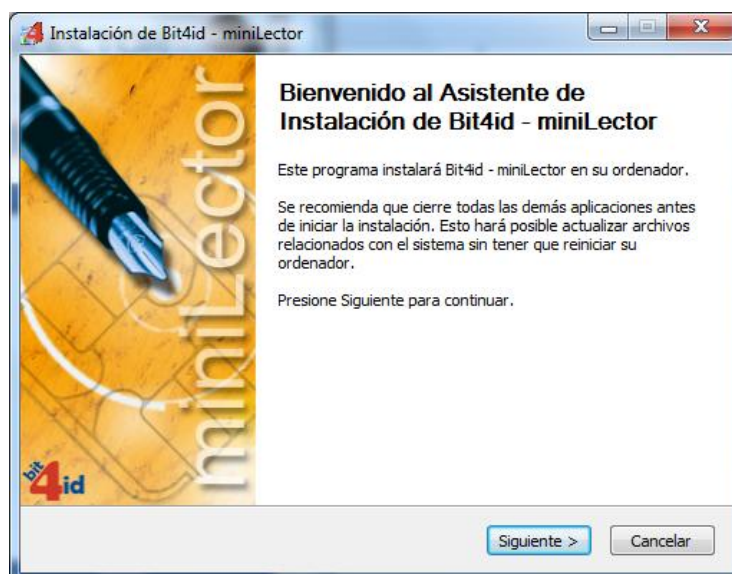 Instalación de Bit4id - miniLector
Bienvenido al Asistente de
Instalación de Bit4id - miniLector
Este programa instalará Bit4id - miniLector en su ordenador.
Se recomienda que cierre todas las demás aplicaciones antes
de iniciar la instalación. Esto hará posible actualizar archivos
relacionados con el sistema sin tener que reiniciar su
ordenador.
Presione Siguiente para continuar.
miniLector
bit
4id
Siguiente >
Cancelar